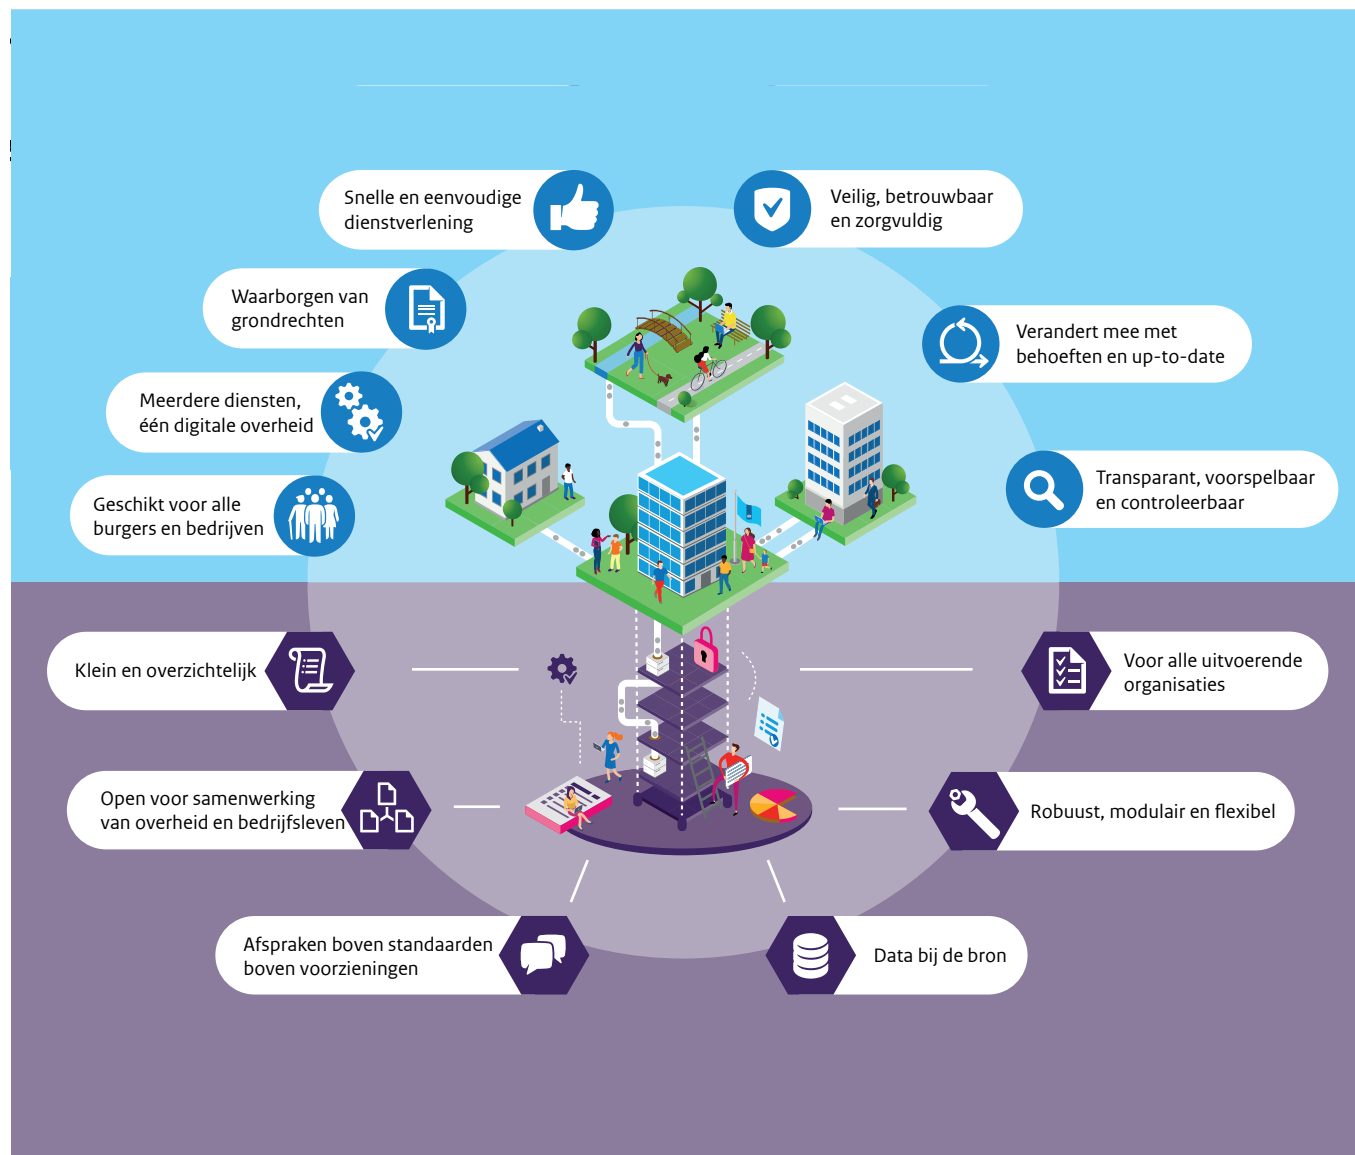 Snelle en eenvoudige
dienstverlening
Veilig, betrouwbaar
en zorgvuldig
Waarborgen van
grondrechten
Verandert mee met
behoeften en up-to-date
Meerdere diensten,
één digitale overheid
Transparant, voorspelbaar
en controleerbaar
Geschikt voor alle
burgers en bedrijven
Klein en overzichtelijk
Voor alle uitvoerende
organisaties
Open voor samenwerking
van overheid en bedrijfsleven
Robuust, modulair en flexibel
Afspraken boven standaarden
boven voorzieningen
Data bij de bron